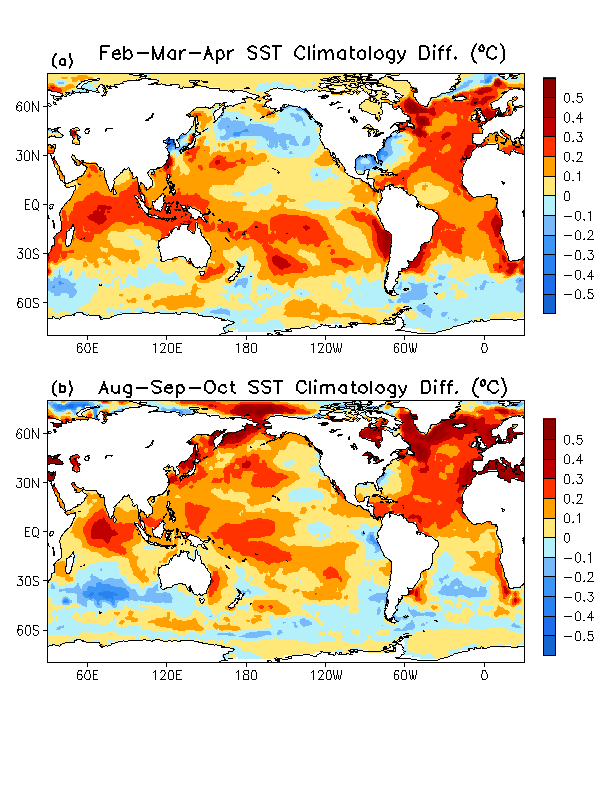 (a) Feb-Mar-Apr SST Climatology Diff. (°C)
60N
30N
EQ
30S
60S
60E 120E 180 120W 60W 0
0.5
0.4
0.3
0.2
0.1
0
-0.1
-0.2
-0.3
-0.4
-0.5
(b) Aug-Sep-Oct SST Climatology Diff. (°C)
60N
30N
EQ
30S
60S
60E 120E 180 120W 60W 0
0.5
0.4
0.3
0.2
0.1
0
-0.1
-0.2
-0.3
-0.4
-0.5